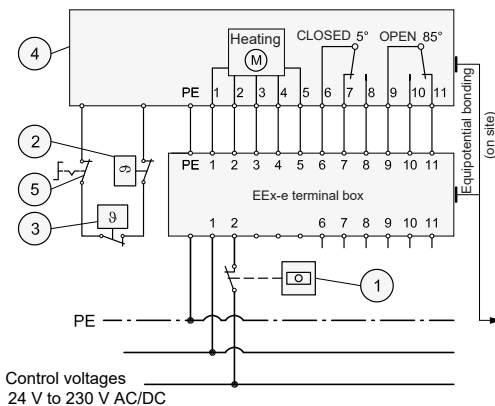 Heating
CLOSED 5° OPEN 85°
M
4
PE 1 2 3 4 5 6 7 8 9 10 11
Equipotential bonding
(on site)
2
ϑ
5
PE 1 2 3 4 5 6 7 8 9 10 11
EEx-e terminal box
3
ϑ
1 2 6 7 8 9 10 11
1
PE
Control voltages
24 V to 230 V AC/DC